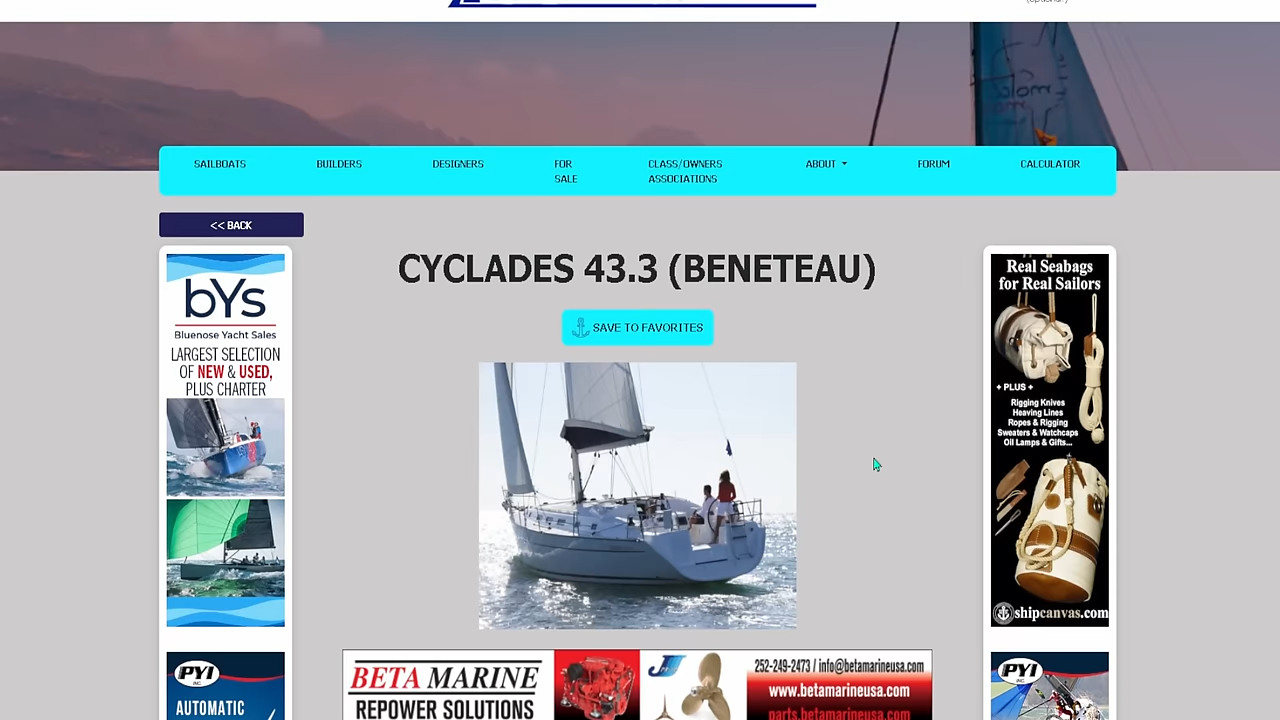 SAILBOATS
BUILDERS
DESIGNERS
FOR
SALE
CLASS/OWNERS
ASSOCIATIONS
ABOUT
FORUM
CALCULATOR
<< BACK
CYCLADES 43.3 (BENETEAU)
SAVE TO FAVORITES
bYs
Bluenose Yacht Sales
LARGEST SELECTION
OF NEW & USED,
PLUS CHARTER
PYI
INC.
AUTOMATIC
Real Seabags
for Real Sailors
+ PLUS +
Rigging Knives
Heaving Lines
Ropes & Rigging
Sweaters & Watchcaps
Oil Lamps & Gifts...
shipcanvas.com
PYI
INC.
BETA MARINE
REPOWER SOLUTIONS
252-249-2473 / info@betamarineusa.com
www.betamarineusa.com
parts.betamarineusa.com